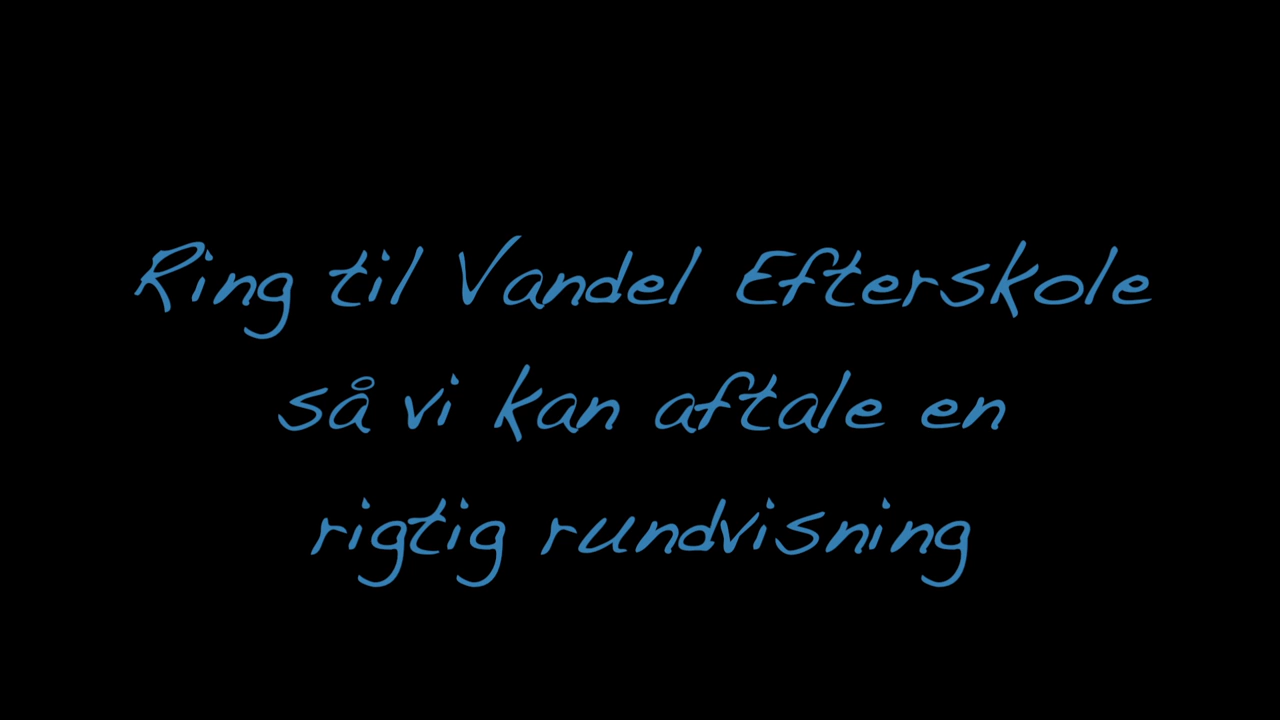 Ring til Vandel Efterskole
så vi kan aftale en
rigtig rundvisning